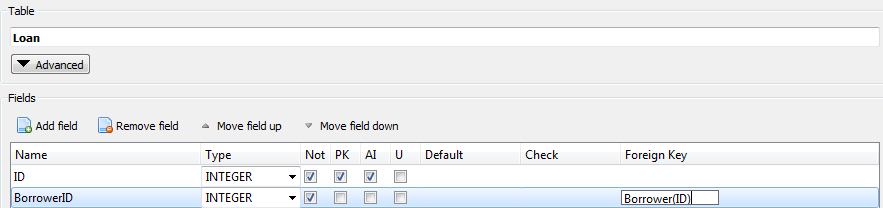 Table
Loan
Advanced
Fields
Add field Remove field Move field up Move field down
Name Type Not PK AI U Default Check Foreign Key
ID INTEGER
BorrowerID INTEGER Borrower(ID)